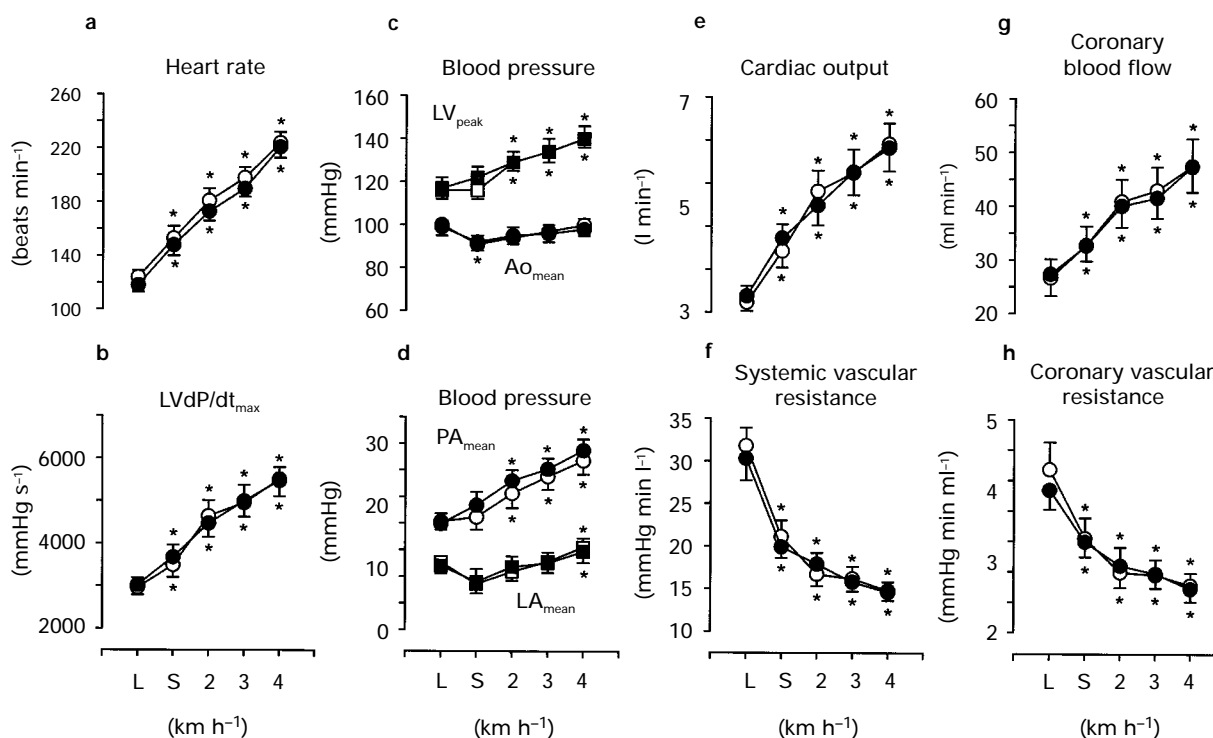 a
Heart rate
260
220
180
140
100
(beats min⁻¹)
* * * *
* * * *
b
LVdP/dtmax
6000
4000
2000
(mmHg s⁻¹)
* * * *
* * * *
L S 2 3 4
(km h⁻¹)
c
Blood pressure
160
140
120
100
80
60
(mmHg)
LVpeak
* * *
* * *
*
Aomean
d
Blood pressure
30
20
10
0
(mmHg)
PAmean
* * *
* * *
*
*
LAmean
L S 2 3 4
(km h⁻¹)
e
Cardiac output
7
5
3
(l min⁻¹)
* * * *
* * * *
f
Systemic vascular
resistance
35
30
25
20
15
10
(mmHg min l⁻¹)
* * * *
* * * *
L S 2 3 4
(km h⁻¹)
g
Coronary
blood flow
60
50
40
30
20
(ml min⁻¹)
* * * *
* * * *
h
Coronary vascular
resistance
5
4
3
2
(mmHg min ml⁻¹)
* * * *
* * * *
L S 2 3 4
(km h⁻¹)